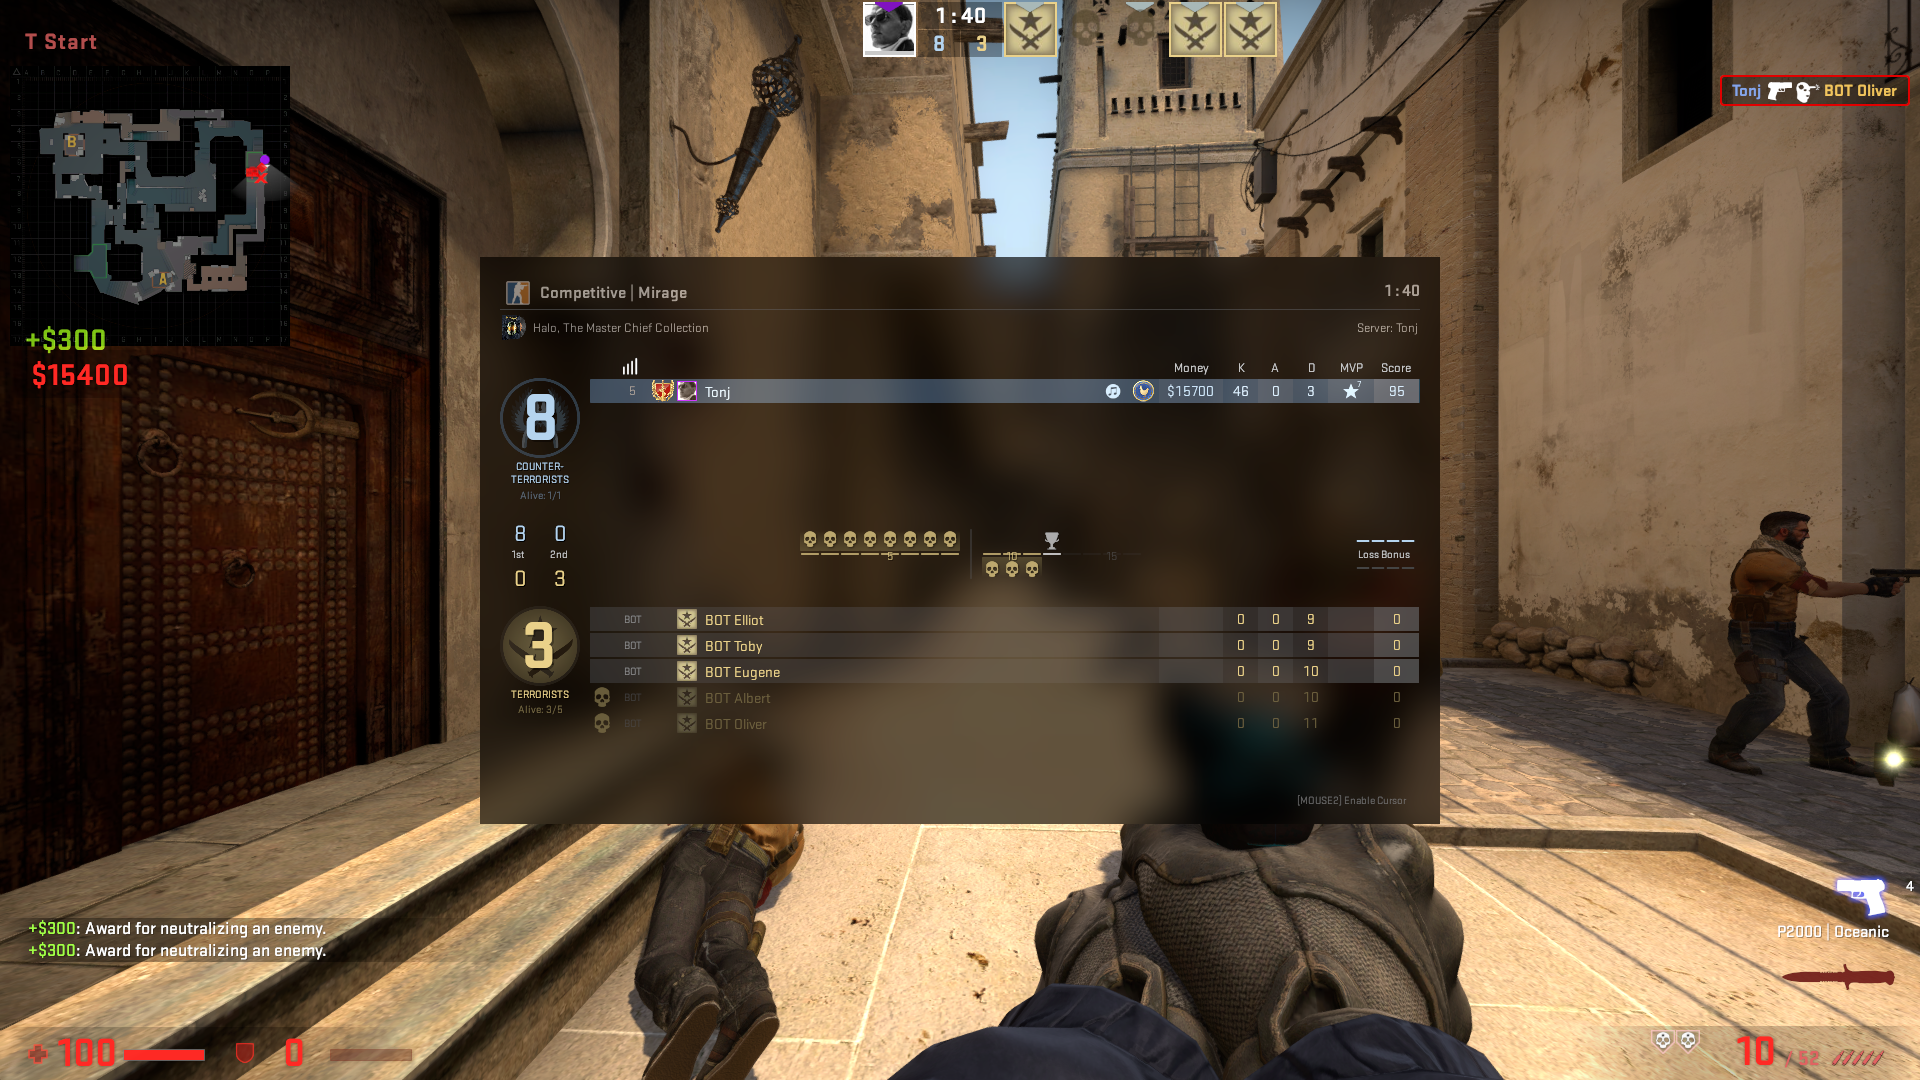 T Start
1:40
8 3
B
A
Tonj BOT Oliver
+$300
$15400
Competitive | Mirage
1:40
Halo, The Master Chief Collection
Server: Tonj
Money K A D MVP Score
5 Tonj $15700 46 0 3 7 95
8
COUNTER-
TERRORISTS
Alive: 1/1
8 0
1st 2nd
0 3
5 10 15
Loss Bonus
3
TERRORISTS
Alive: 3/5
BOT BOT Elliot 0 0 9 0
BOT BOT Toby 0 0 9 0
BOT BOT Eugene 0 0 10 0
BOT BOT Albert 0 0 10 0
BOT BOT Oliver 0 0 11 0
[MOUSE2] Enable Cursor
+$300: Award for neutralizing an enemy.
+$300: Award for neutralizing an enemy.
4
P2000 | Oceanic
100 0
10 / 52